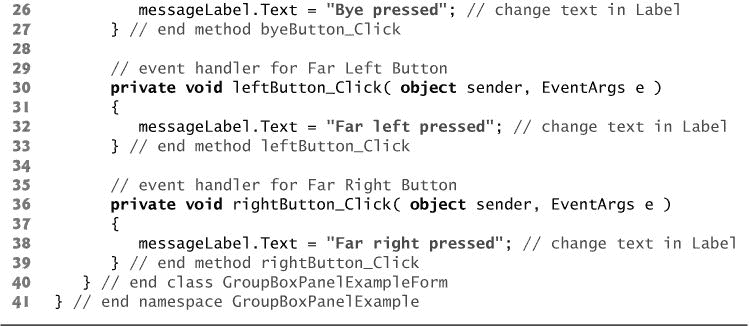 26 messageLabel.Text = "Bye pressed"; // change text in Label
27 } // end method byeButton_Click
28
29 // event handler for Far Left Button
30 private void leftButton_Click( object sender, EventArgs e )
31 {
32 messageLabel.Text = "Far left pressed"; // change text in Label
33 } // end method leftButton_Click
34
35 // event handler for Far Right Button
36 private void rightButton_Click( object sender, EventArgs e )
37 {
38 messageLabel.Text = "Far right pressed"; // change text in Label
39 } // end method rightButton_Click
40 } // end class GroupBoxPanelExampleForm
41 } // end namespace GroupBoxPanelExample